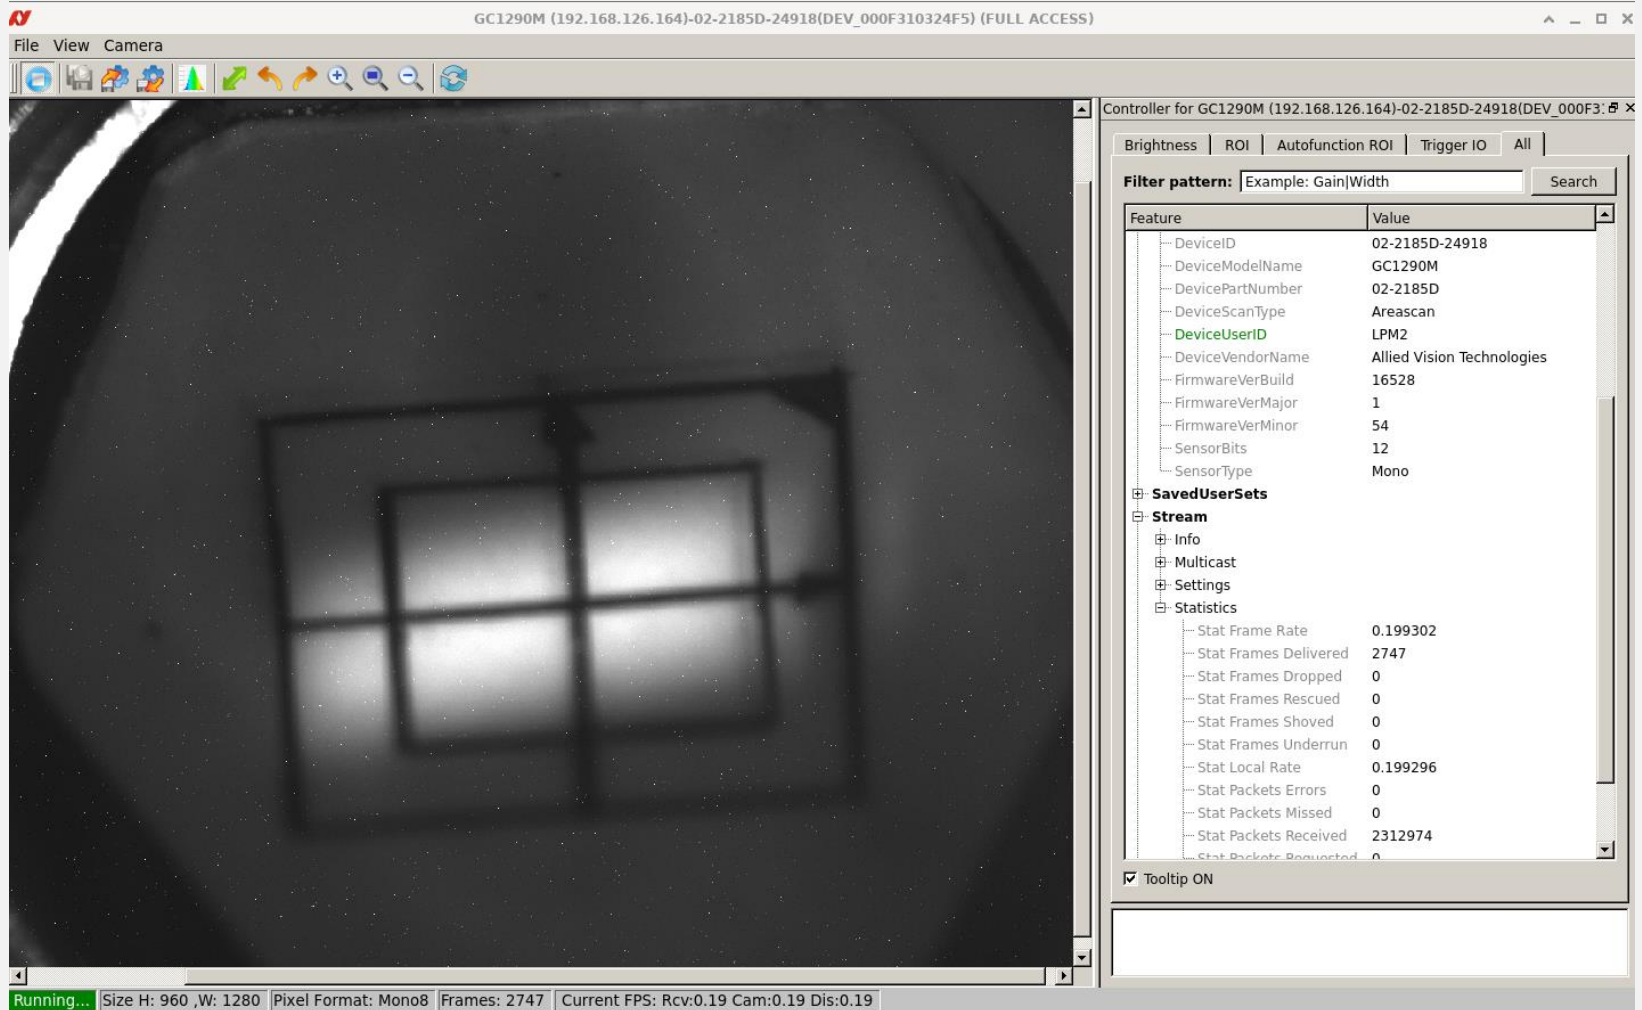 GC1290M (192.168.126.164)-02-2185D-24918(DEV_000F310324F5) (FULL ACCESS)
File View Camera
Controller for GC1290M (192.168.126.164)-02-2185D-24918(DEV_000F3
Brightness ROI Autofunction ROI Trigger IO All
Filter pattern: Example: Gain|Width Search
Feature Value
DeviceID 02-2185D-24918
DeviceModelName GC1290M
DevicePartNumber 02-2185D
DeviceScanType Areascan
DeviceUserID LPM2
DeviceVendorName Allied Vision Technologies
FirmwareVerBuild 16528
FirmwareVerMajor 1
FirmwareVerMinor 54
SensorBits 12
SensorType Mono
SavedUserSets
Stream
Info
Multicast
Settings
Statistics
Stat Frame Rate 0.199302
Stat Frames Delivered 2747
Stat Frames Dropped 0
Stat Frames Rescued 0
Stat Frames Shoved 0
Stat Frames Underrun 0
Stat Local Rate 0.199296
Stat Packets Errors 0
Stat Packets Missed 0
Stat Packets Received 2312974
Stat Packets Requested 0
Tooltip ON
Running... Size H: 960 ,W: 1280 Pixel Format: Mono8 Frames: 2747 Current FPS: Rcv:0.19 Cam:0.19 Dis:0.19